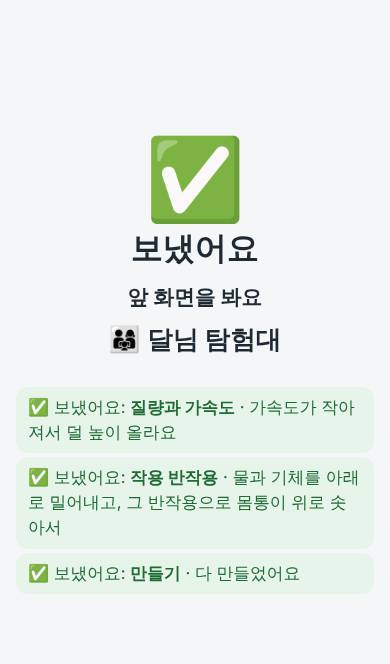 보냈어요
앞 화면을 봐요
👨‍👩‍👧 달님 탐험대
✅ 보냈어요: 질량과 가속도 · 가속도가 작아
져서 덜 높이 올라요
✅ 보냈어요: 작용 반작용 · 물과 기체를 아래
로 밀어내고, 그 반작용으로 몸통이 위로 솟
아서
✅ 보냈어요: 만들기 · 다 만들었어요